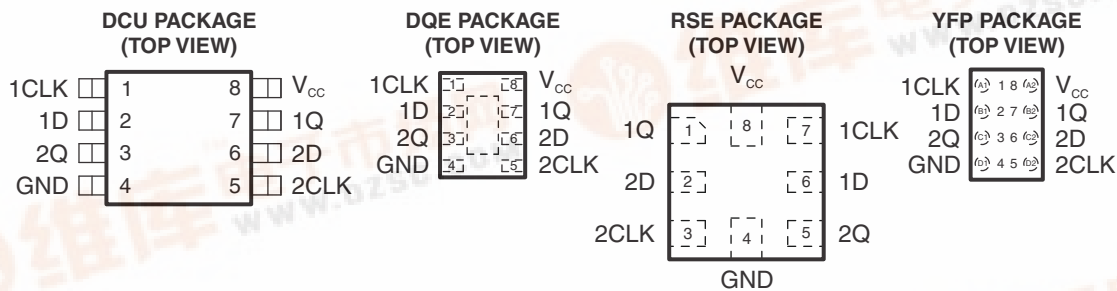 DCU PACKAGE
(TOP VIEW)
1CLK 1 8 VCC
1D 2 7 1Q
2Q 3 6 2D
GND 4 5 2CLK
DQE PACKAGE
(TOP VIEW)
1CLK 1 8 VCC
1D 2 7 1Q
2Q 3 6 2D
GND 4 5 2CLK
RSE PACKAGE
(TOP VIEW)
VCC
1Q 1 8 7 1CLK
2D 2 6 1D
2CLK 3 4 5 2Q
GND
YFP PACKAGE
(TOP VIEW)
1CLK A1 1 8 A2 VCC
1D B1 2 7 B2 1Q
2Q C1 3 6 C2 2D
GND D1 4 5 D2 2CLK